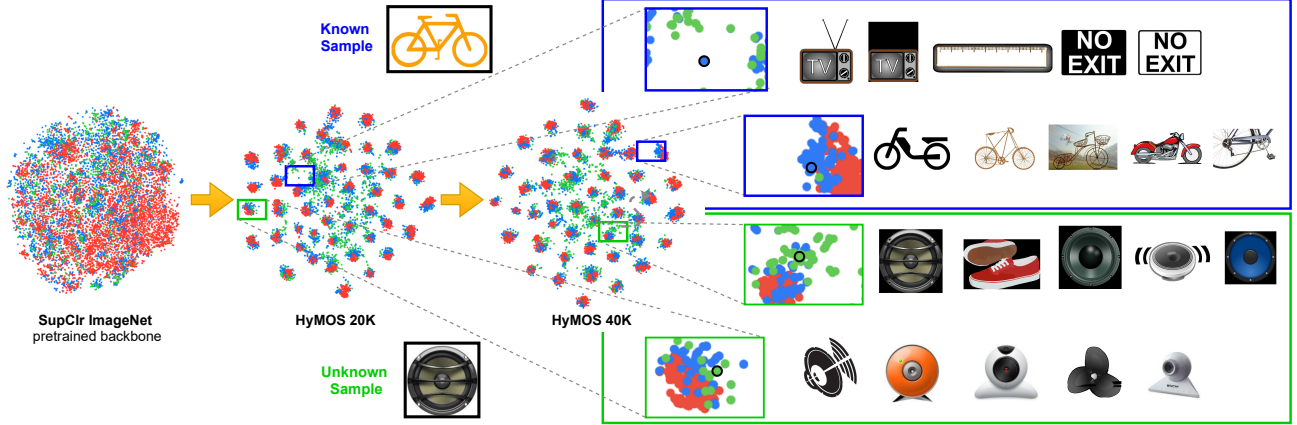 Known
Sample
TV
TV
NO
EXIT
NO
EXIT
SupClr ImageNet
pretrained backbone
HyMOS 20K
HyMOS 40K
Unknown
Sample